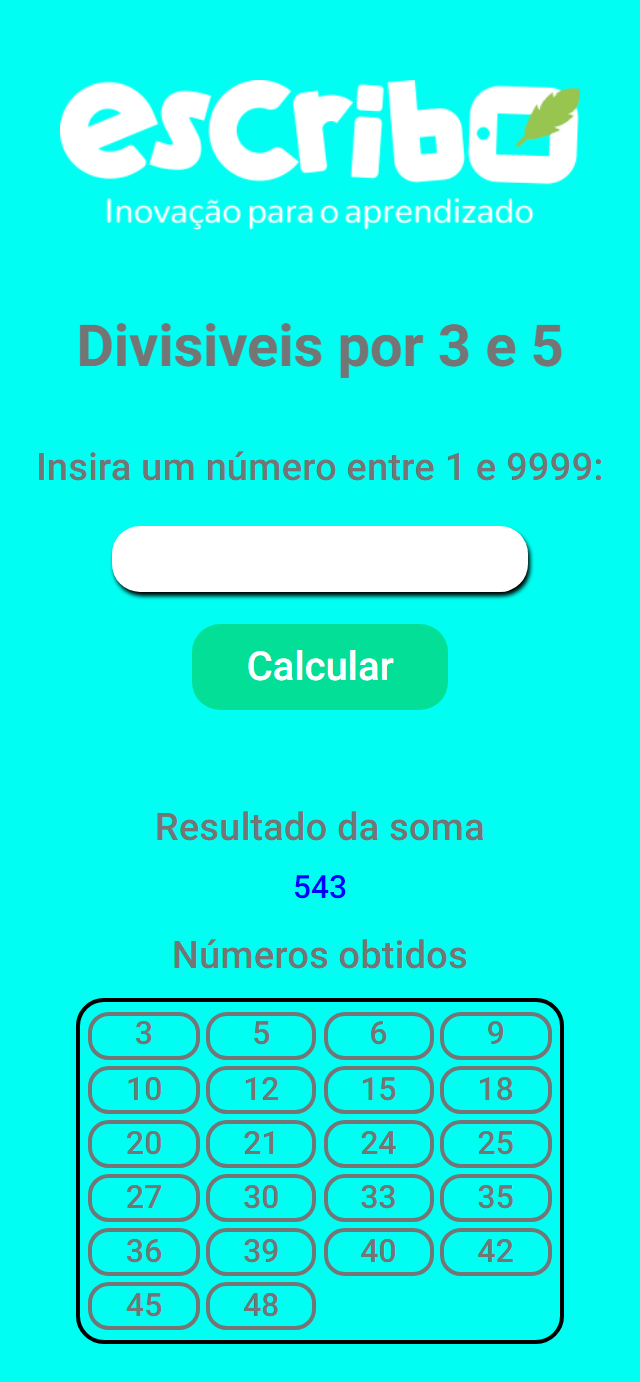 escribo
Inovação para o aprendizado
Divisiveis por 3 e 5
Insira um número entre 1 e 9999:
Calcular
Resultado da soma
543
Números obtidos
3 5 6 9
10 12 15 18
20 21 24 25
27 30 33 35
36 39 40 42
45 48